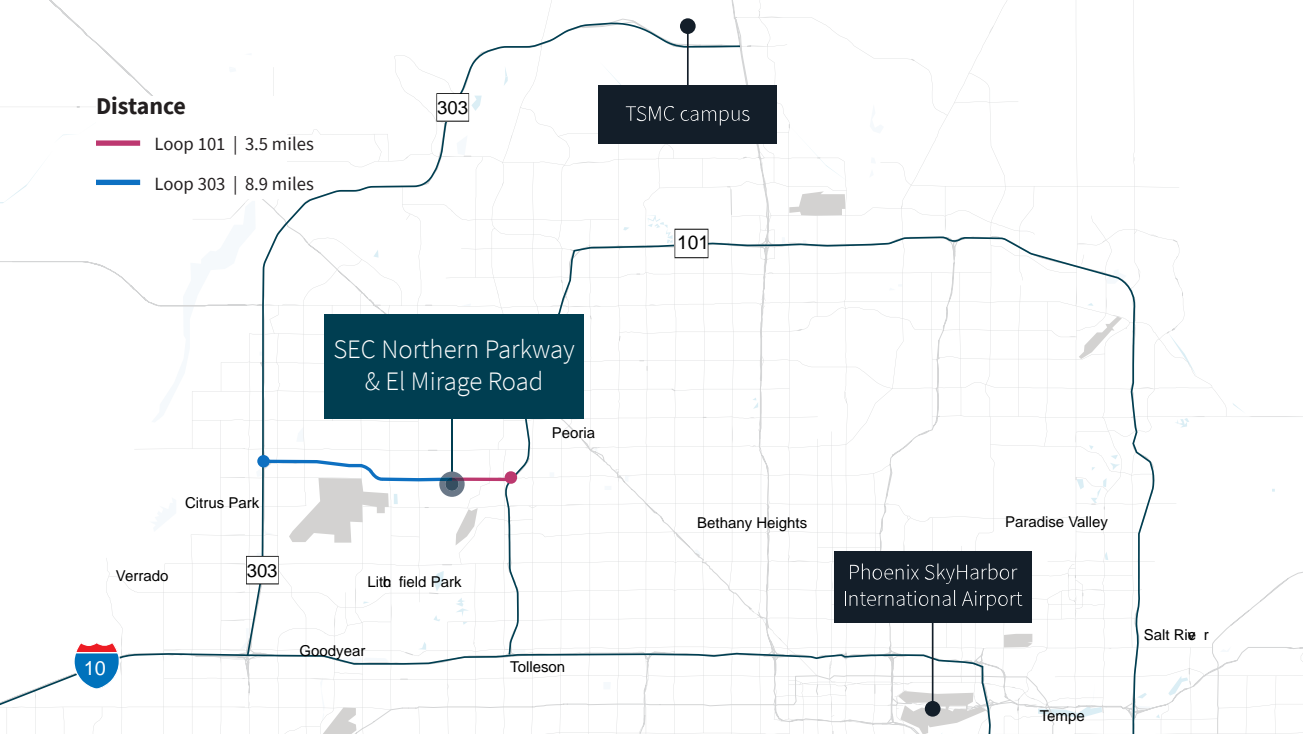 TSMC campus
303
Distance
Loop 101 | 3.5 miles
Loop 303 | 8.9 miles
101
SEC Northern Parkway
& El Mirage Road
Peoria
Citrus Park
Bethany Heights
Paradise Valley
303
Verrado
Litb field Park
Phoenix SkyHarbor
International Airport
Salt Rive r
Goodyear
10
Tolleson
Tempe